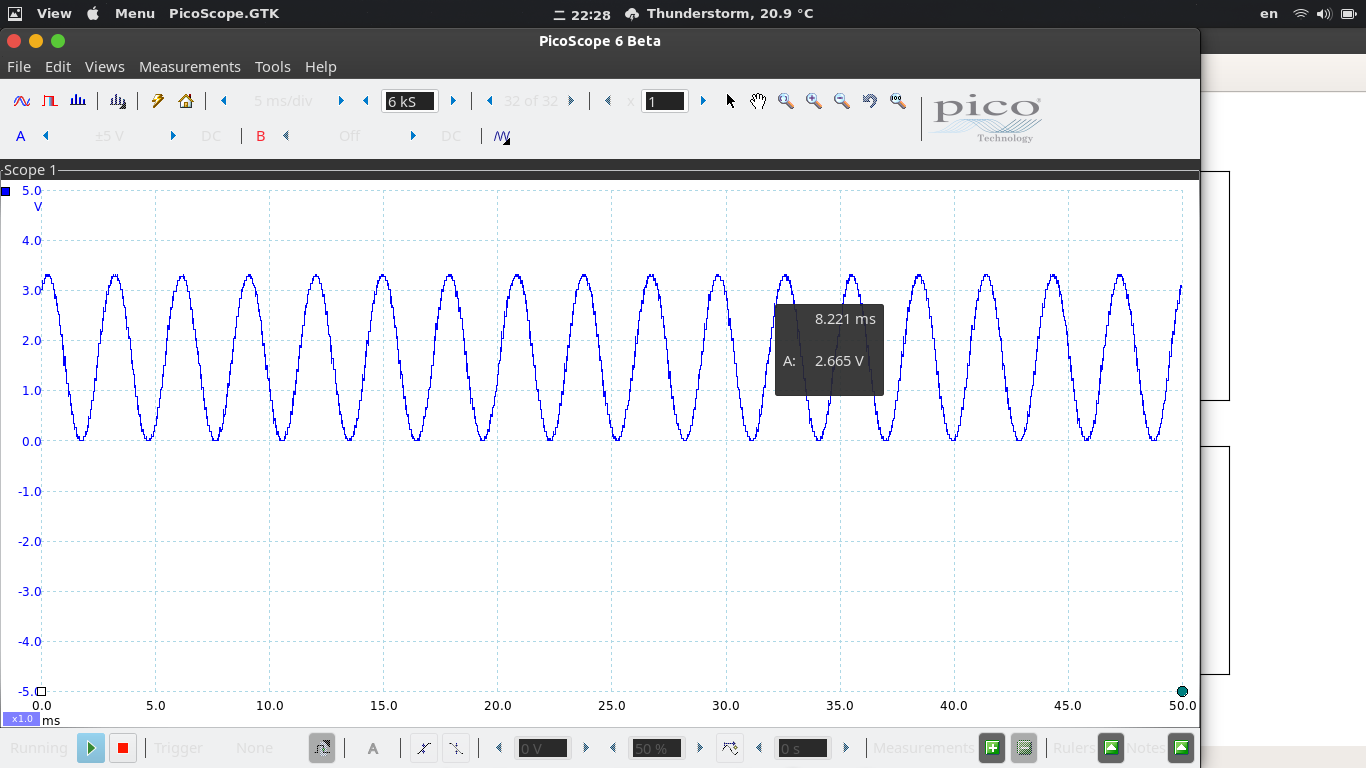 View Menu PicoScope.GTK 二 22:28 Thunderstorm, 20.9 °C en
PicoScope 6 Beta
File Edit Views Measurements Tools Help
5 ms/div 6 kS 32 of 32 x 1
pico
Technology
A ±5 V DC B Off DC
Scope 1
5.0
V
4.0
3.0
2.0
1.0
0.0
-1.0
-2.0
-3.0
-4.0
-5.0
8.221 ms
A: 2.665 V
0.0 5.0 10.0 15.0 20.0 25.0 30.0 35.0 40.0 45.0 50.0
x1.0 ms
Running Trigger None A 0 V 50 % 0 s Measurements Rulers Notes